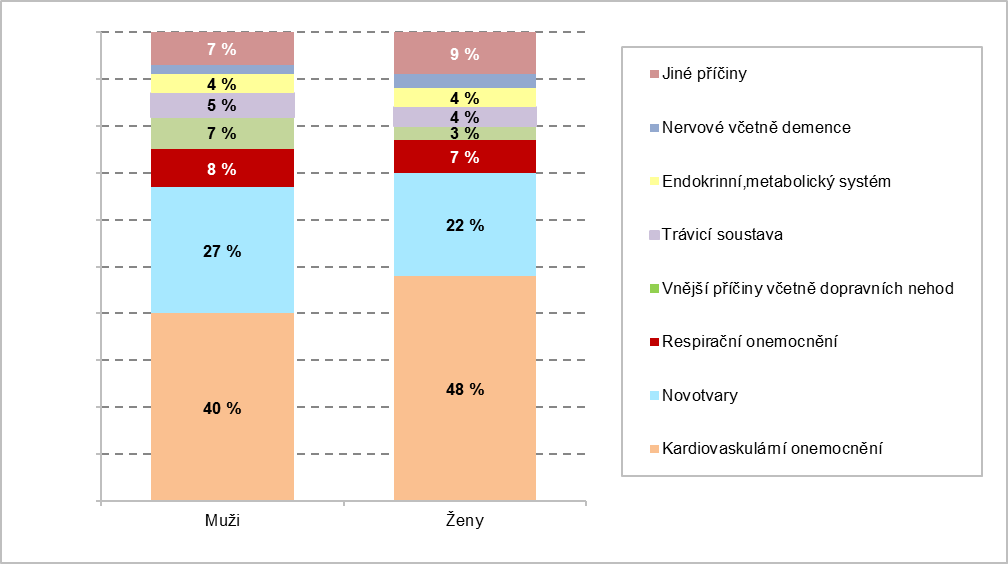 7 %
4 %
5 %
7 %
8 %
27 %
40 %
Muži
9 %
4 %
4 %
3 %
7 %
22 %
48 %
Ženy
Jiné příčiny
Nervové včetně demence
Endokrinní,metabolický systém
Trávicí soustava
Vnější příčiny včetně dopravních nehod
Respirační onemocnění
Novotvary
Kardiovaskulární onemocnění